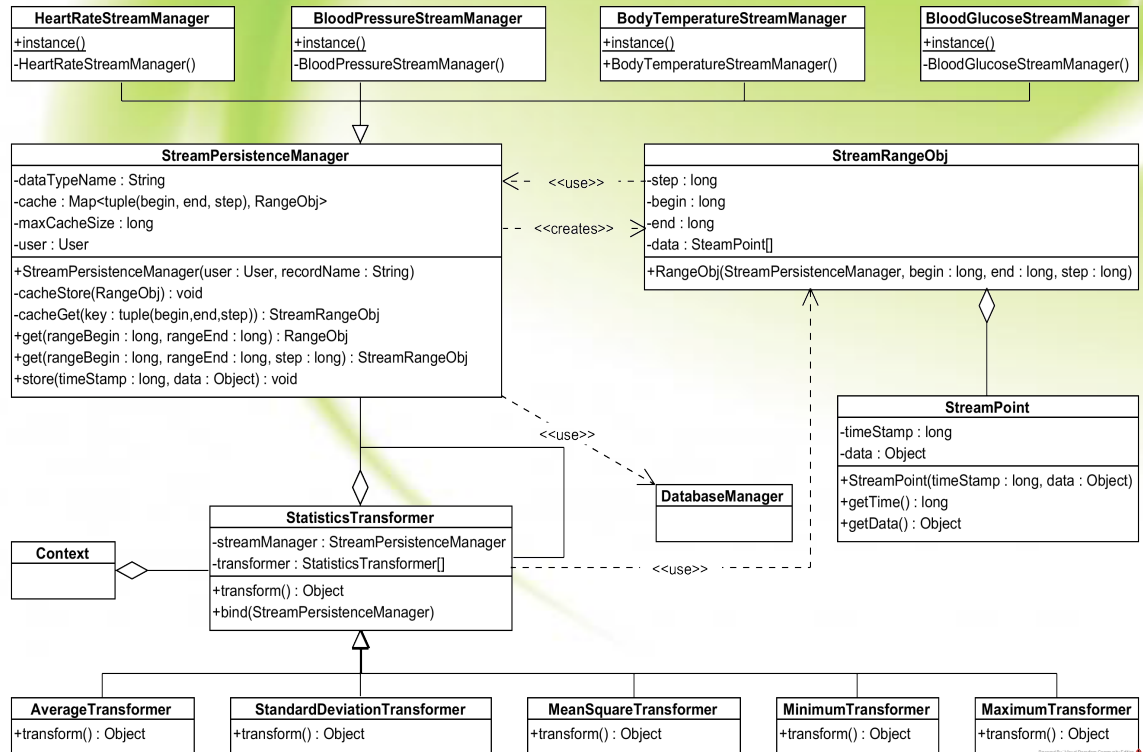 HeartRateStreamManager
+instance()
-HeartRateStreamManager()
BloodPressureStreamManager
+instance()
-BloodPressureStreamManager()
BodyTemperatureStreamManager
+instance()
+BodyTemperatureStreamManager()
BloodGlucoseStreamManager
+instance()
-BloodGlucoseStreamManager()
StreamPersistenceManager
-dataTypeName : String
-cache : Map<tuple(begin, end, step), RangeObj>
-maxCacheSize : long
-user : User
+StreamPersistenceManager(user : User, recordName : String)
-cacheStore(RangeObj) : void
-cacheGet(key : tuple(begin,end,step)) : StreamRangeObj
+get(rangeBegin : long, rangeEnd : long) : RangeObj
+get(rangeBegin : long, rangeEnd : long, step : long) : StreamRangeObj
+store(timeStamp : long, data : Object) : void
<<use>>
<<creates>>
StreamRangeObj
-step : long
-begin : long
-end : long
-data : SteamPoint[]
+RangeObj(StreamPersistenceManager, begin : long, end : long, step : long)
StreamPoint
-timeStamp : long
-data : Object
+StreamPoint(timeStamp : long, data : Object)
+getTime() : long
+getData() : Object
<<use>>
DatabaseManager
StatisticsTransformer
-streamManager : StreamPersistenceManager
-transformer : StatisticsTransformer[]
+transform() : Object
+bind(StreamPersistenceManager)
Context
<<use>>
AverageTransformer
+transform() : Object
StandardDeviationTransformer
+transform() : Object
MeanSquareTransformer
+transform() : Object
MinimumTransformer
+transform() : Object
MaximumTransformer
+transform() : Object